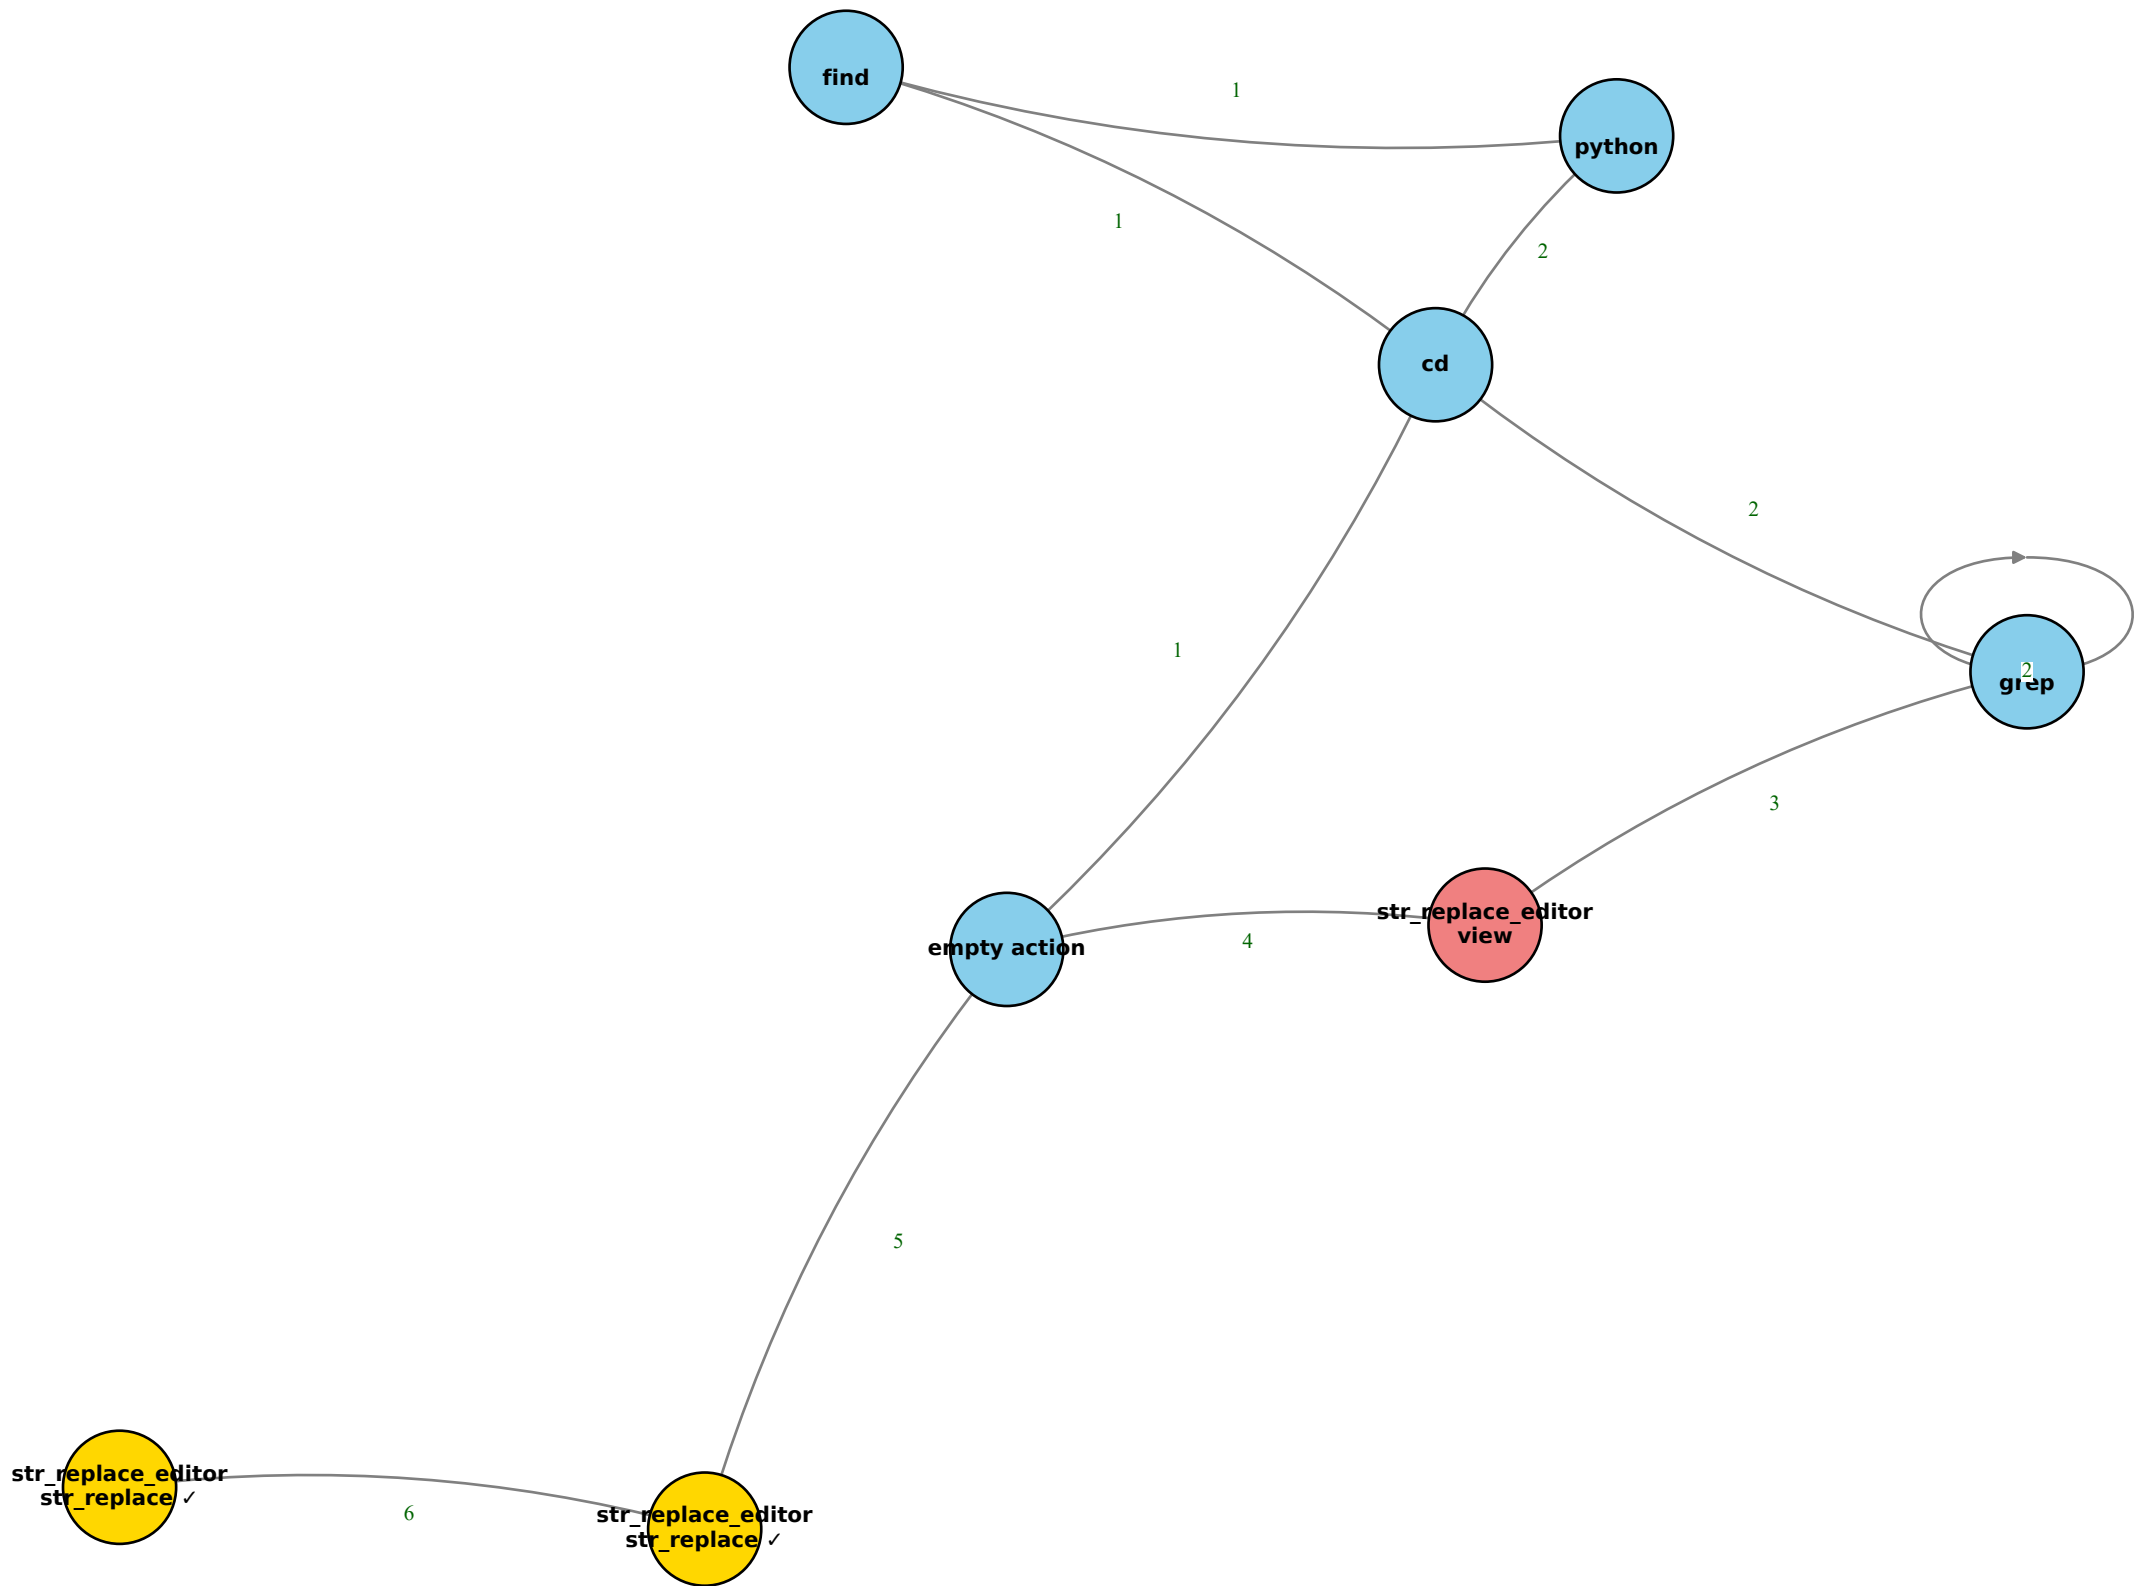 find
1
python
1
2
cd
2
1
2
grep
3
str_replace_editor
view
empty action
4
5
str_replace_editor
str_replace ✓
6
str_replace_editor
str_replace ✓